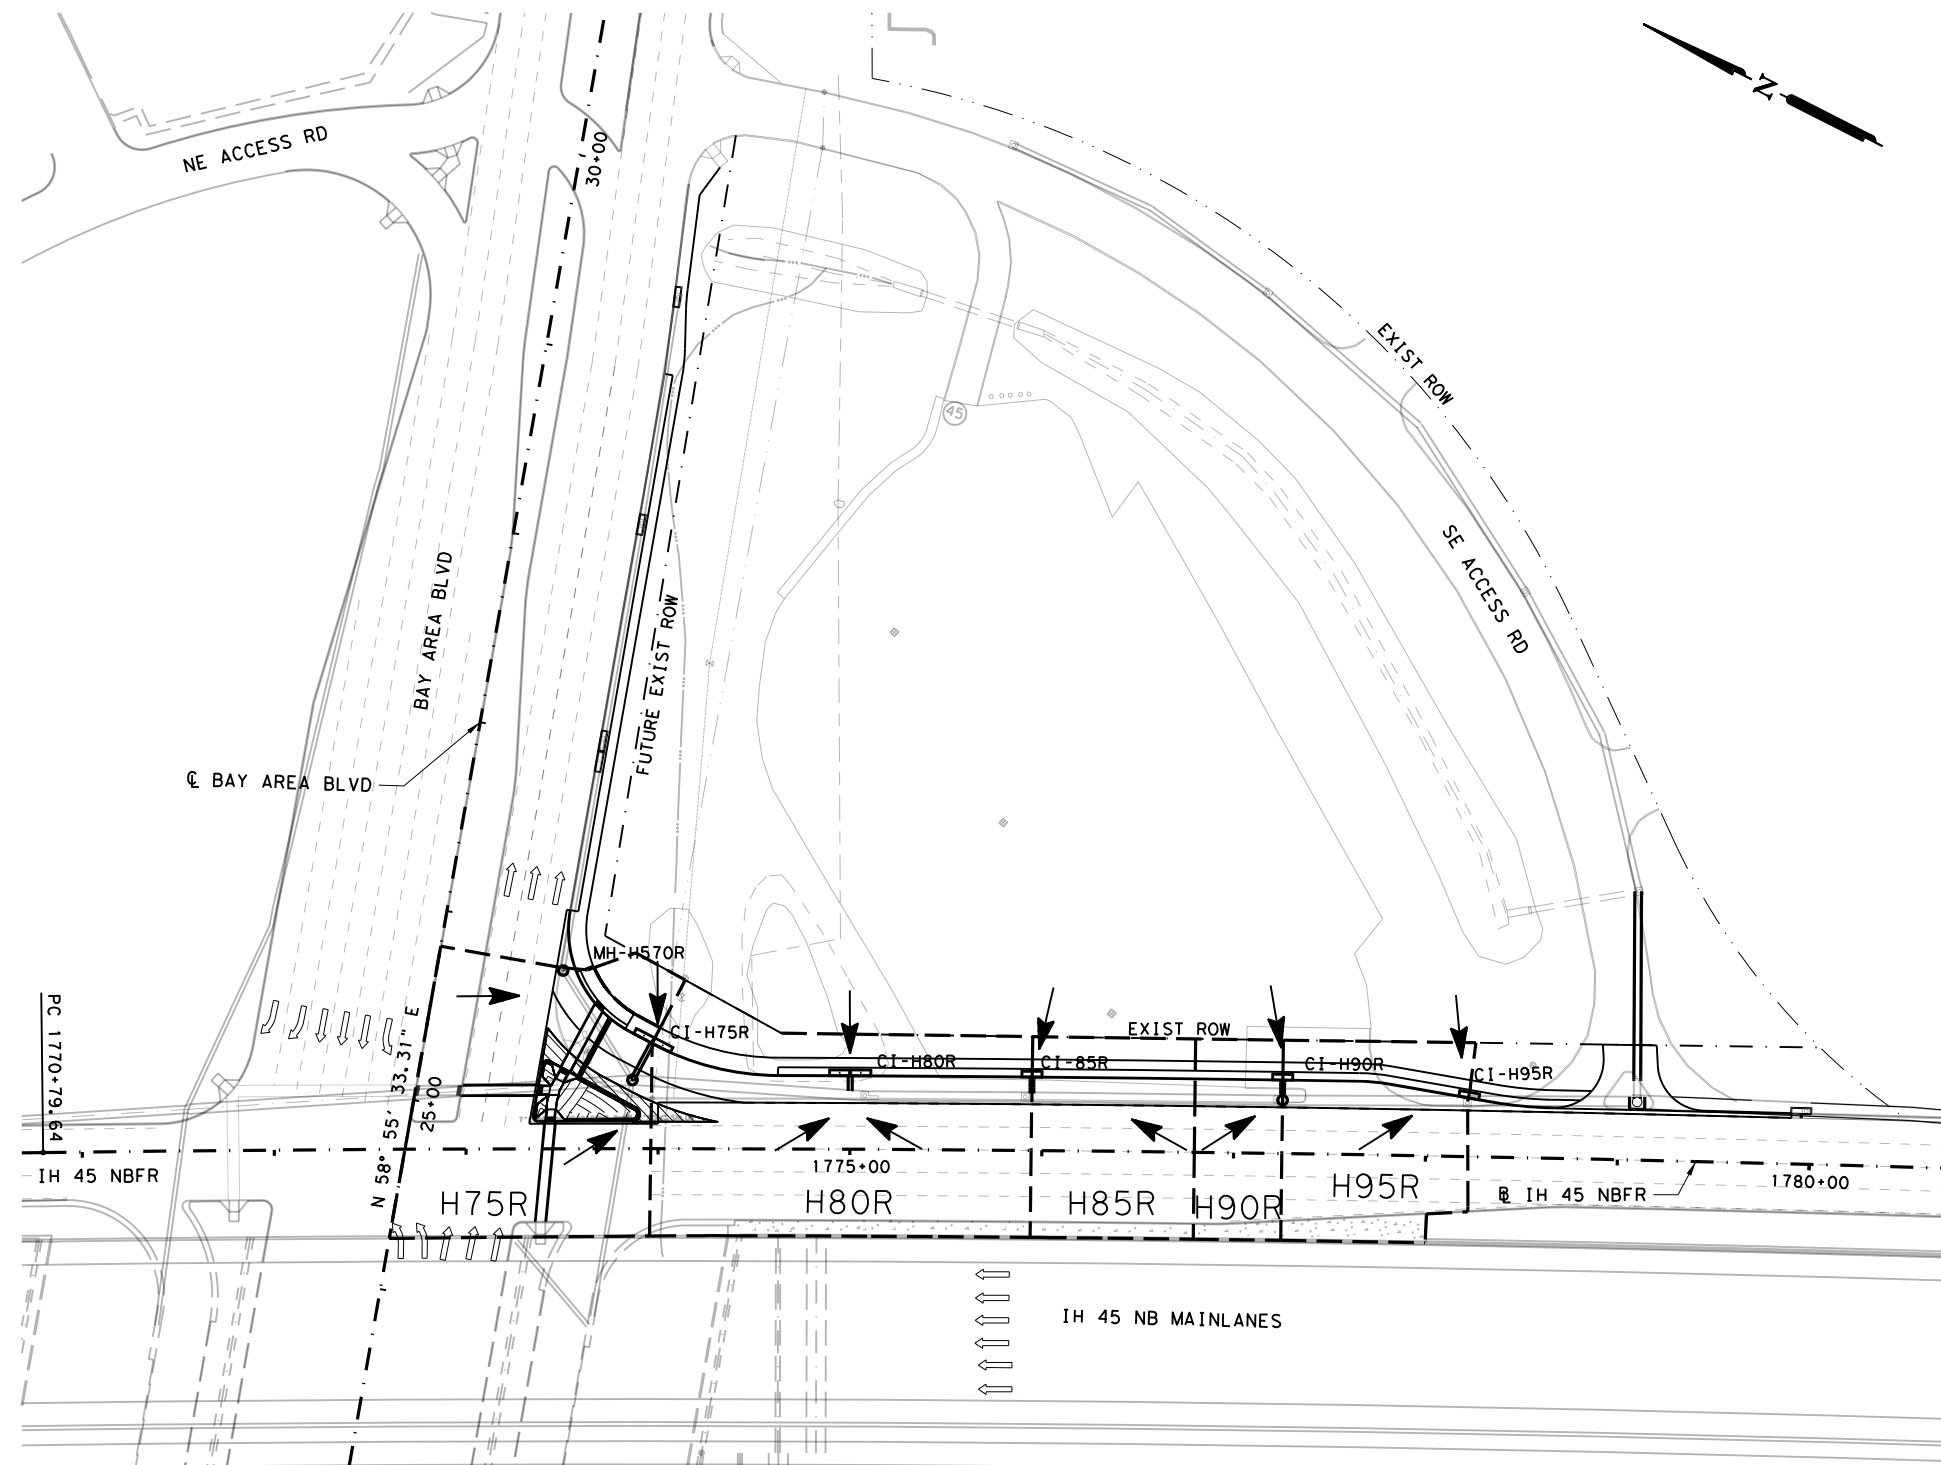 N
NE ACCESS RD
30+00
EXIST ROW
45
SE ACCESS RD
BAY AREA BLVD
FUTURE EXIST ROW
℄ BAY AREA BLVD
MH-H570R
PC 1770+79.64
N 58° 55' 33.31" E
25+00
CI-H75R
EXIST ROW
CI-H80R
CI-85R
CI-H90R
CI-H95R
IH 45 NBFR
1775+00
1780+00
H75R
H80R
H85R
H90R
H95R
BL IH 45 NBFR
IH 45 NB MAINLANES